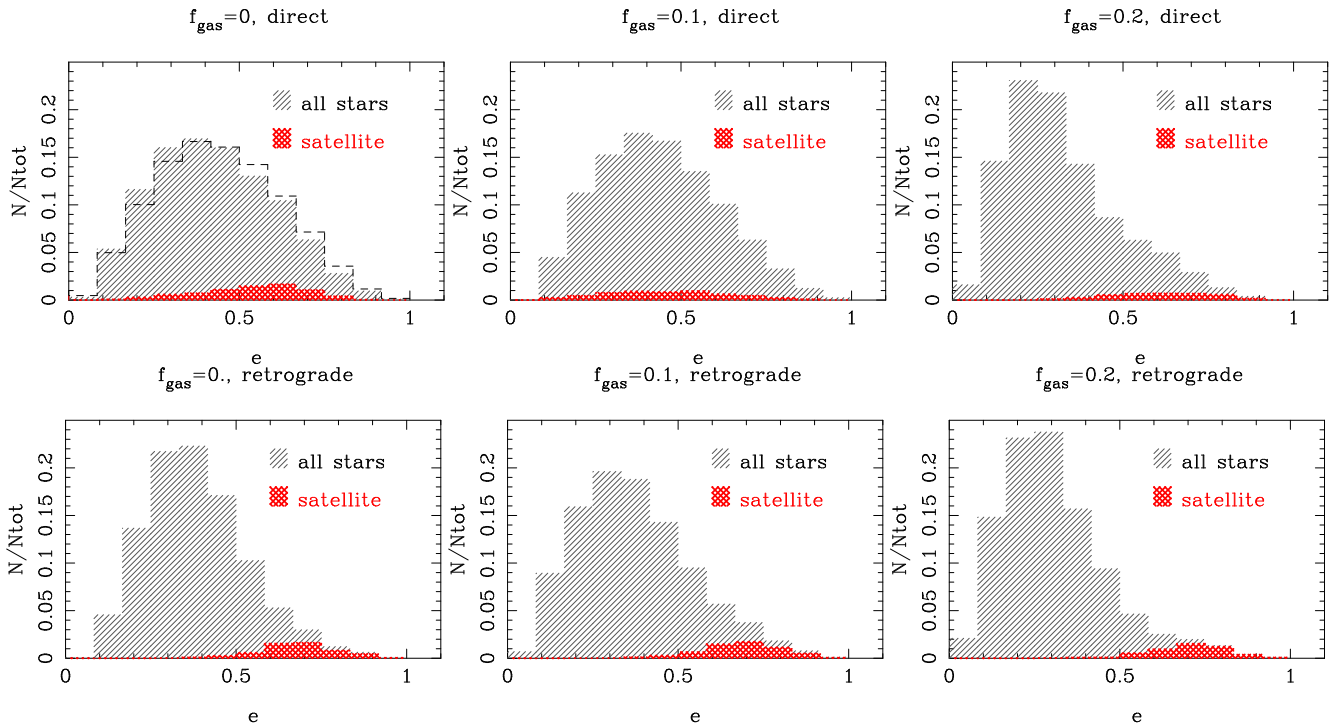 f_gas=0, direct
N/Ntot
0 0.05 0.1 0.15 0.2
all stars
satellite
0 0.5 1
e
f_gas=0.1, direct
N/Ntot
0 0.05 0.1 0.15 0.2
all stars
satellite
0 0.5 1
e
f_gas=0.2, direct
N/Ntot
0 0.05 0.1 0.15 0.2
all stars
satellite
0 0.5 1
e
f_gas=0., retrograde
N/Ntot
0 0.05 0.1 0.15 0.2
all stars
satellite
0 0.5 1
e
f_gas=0.1, retrograde
N/Ntot
0 0.05 0.1 0.15 0.2
all stars
satellite
0 0.5 1
e
f_gas=0.2, retrograde
N/Ntot
0 0.05 0.1 0.15 0.2
all stars
satellite
0 0.5 1
e